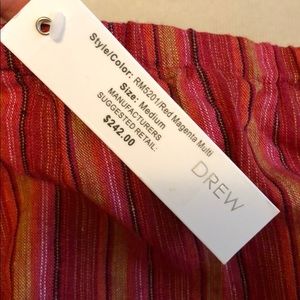 Style/Color: RM5201/Red Magenta Multi
Size: Medium
MANUFACTURERS
SUGGESTED RETAIL:
$242.00
DREW